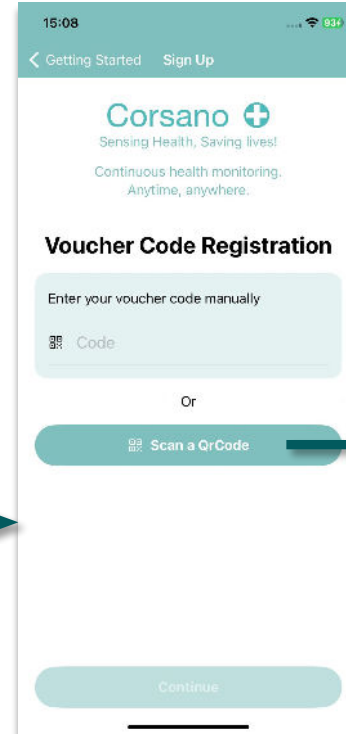 15:08
93
Getting Started Sign Up
Corsano
Sensing Health, Saving lives!
Continuous health monitoring.
Anytime, anywhere.
Voucher Code Registration
Enter your voucher code manually
Code
Or
Scan a QrCode
Continue